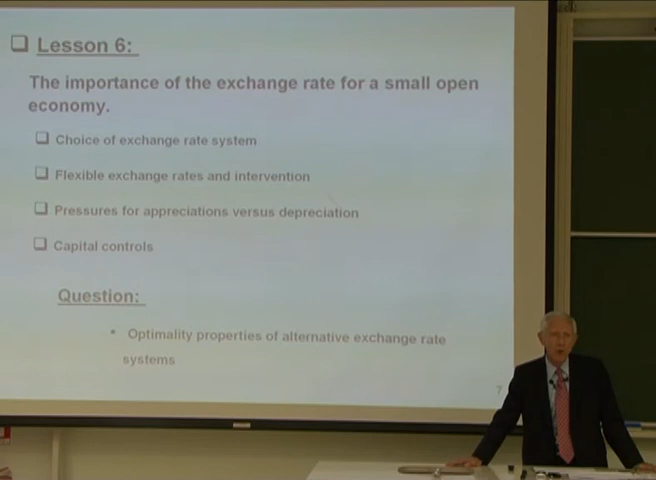 Lesson 6:
The importance of the exchange rate for a small open
economy.
Choice of exchange rate system
Flexible exchange rates and intervention
Pressures for appreciations versus depreciation
Capital controls
Question:
Optimality properties of alternative exchange rate
systems
7